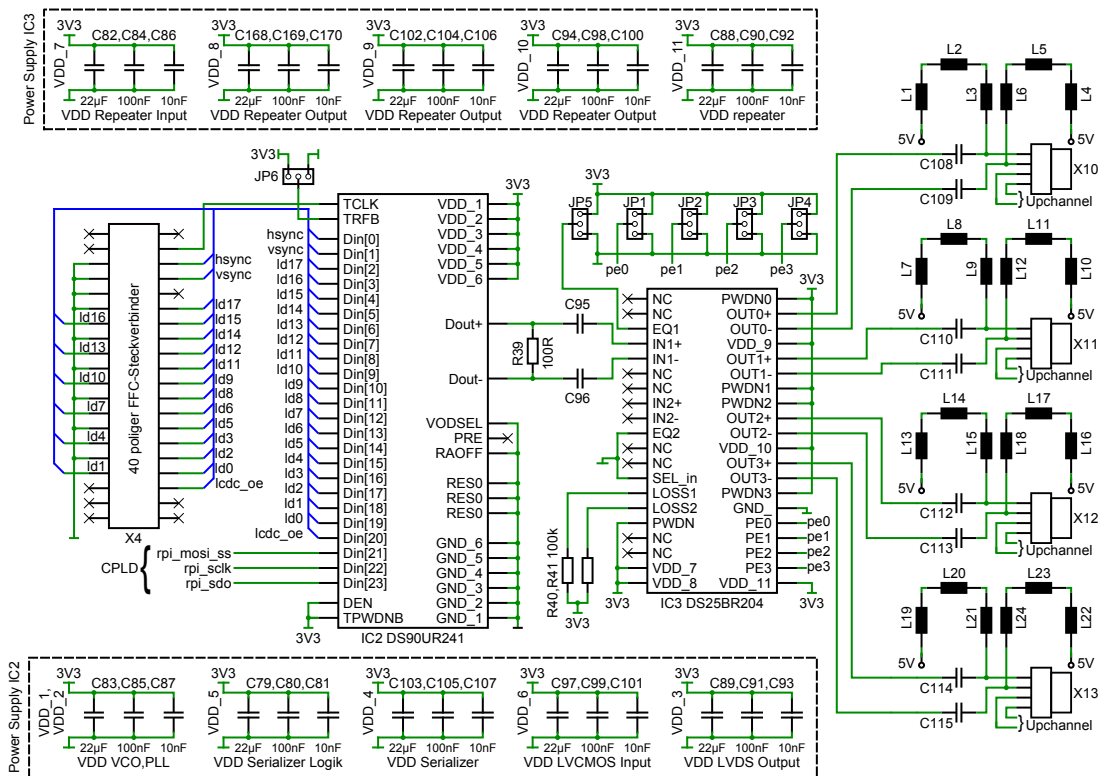 Power Supply IC3
3V3 C82,C84,C86
VDD_7
22µF 100nF 10nF
VDD Repeater Input
3V3 C168,C169,C170
VDD_8
22µF 100nF 10nF
VDD Repeater Output
3V3 C102,C104,C106
VDD_9
22µF 100nF 10nF
VDD Repeater Output
3V3 C94,C98,C100
VDD_10
22µF 100nF 10nF
VDD Repeater Output
3V3 C88,C90,C92
VDD_11
22µF 100nF 10nF
VDD repeater
3V3
JP6
40 poliger FFC-Steckverbinder
X4
hsync
vsync
ld17
ld16
ld15
ld14
ld13
ld12
ld11
ld10
ld9
ld8
ld7
ld6
ld5
ld4
ld3
ld2
ld1
ld0
lcdc_oe
CPLD {
rpi_mosi_ss
rpi_sclk
rpi_sdo
3V3
hsync
vsync
ld17
ld16
ld15
ld14
ld13
ld12
ld11
ld10
ld9
ld8
ld7
ld6
ld5
ld4
ld3
ld2
ld1
ld0
lcdc_oe
TCLK
TRFB
Din[0]
Din[1]
Din[2]
Din[3]
Din[4]
Din[5]
Din[6]
Din[7]
Din[8]
Din[9]
Din[10]
Din[11]
Din[12]
Din[13]
Din[14]
Din[15]
Din[16]
Din[17]
Din[18]
Din[19]
Din[20]
Din[21]
Din[22]
Din[23]
DEN
TPWDNB
VDD_1
VDD_2
VDD_3
VDD_4
VDD_5
VDD_6
Dout+
Dout-
VODSEL
PRE
RAOFF
RES0
RES0
RES0
GND_6
GND_5
GND_4
GND_3
GND_2
GND_1
IC2 DS90UR241
3V3
R39
100R
C95
C96
3V3
JP5 JP1 JP2 JP3 JP4
pe0 pe1 pe2 pe3
NC
NC
EQ1
IN1+
IN1-
NC
NC
IN2+
IN2-
EQ2
NC
NC
SEL_in
LOSS1
LOSS2
PWDN
NC
NC
VDD_7
VDD_8
PWDN0
OUT0+
OUT0-
VDD_9
OUT1+
OUT1-
PWDN1
PWDN2
OUT2+
OUT2-
VDD_10
OUT3+
OUT3-
PWDN3
GND_
PE0
PE1
PE2
PE3
VDD_11
3V3
pe0
pe1
pe2
pe3
3V3
3V3
IC3 DS25BR204
R40,R41 100k
3V3
L2 L5
L1 L3 L6 L4
5V 5V
C108
C109
X10
}Upchannel
L8 L11
L7 L9 L12 L10
5V 5V
C110
C111
X11
}Upchannel
L14 L17
L13 L15 L18 L16
5V 5V
C112
C113
X12
}Upchannel
L20 L23
L19 L21 L24 L22
5V 5V
C114
C115
X13
}Upchannel
Power Supply IC2
3V3 C83,C85,C87
VDD_1,
VDD_2
22µF 100nF 10nF
VDD VCO,PLL
3V3 C79,C80,C81
VDD_5
22µF 100nF 10nF
VDD Serializer Logik
3V3 C103,C105,C107
VDD_4
22µF 100nF 10nF
VDD Serializer
3V3 C97,C99,C101
VDD_6
22µF 100nF 10nF
VDD LVCMOS Input
3V3 C89,C91,C93
VDD_3
22µF 100nF 10nF
VDD LVDS Output